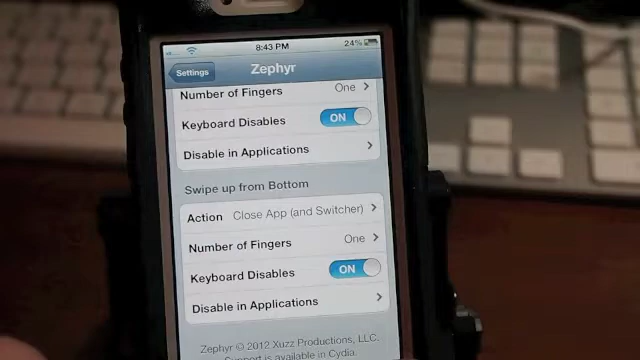 8:43 PM 24%
Settings Zephyr
Number of Fingers One
Keyboard Disables ON
Disable in Applications
Swipe up from Bottom
Action Close App (and Switcher)
Number of Fingers One
Keyboard Disables ON
Disable in Applications
Zephyr © 2012 Xuzz Productions, LLC.
Support is available in Cydia.